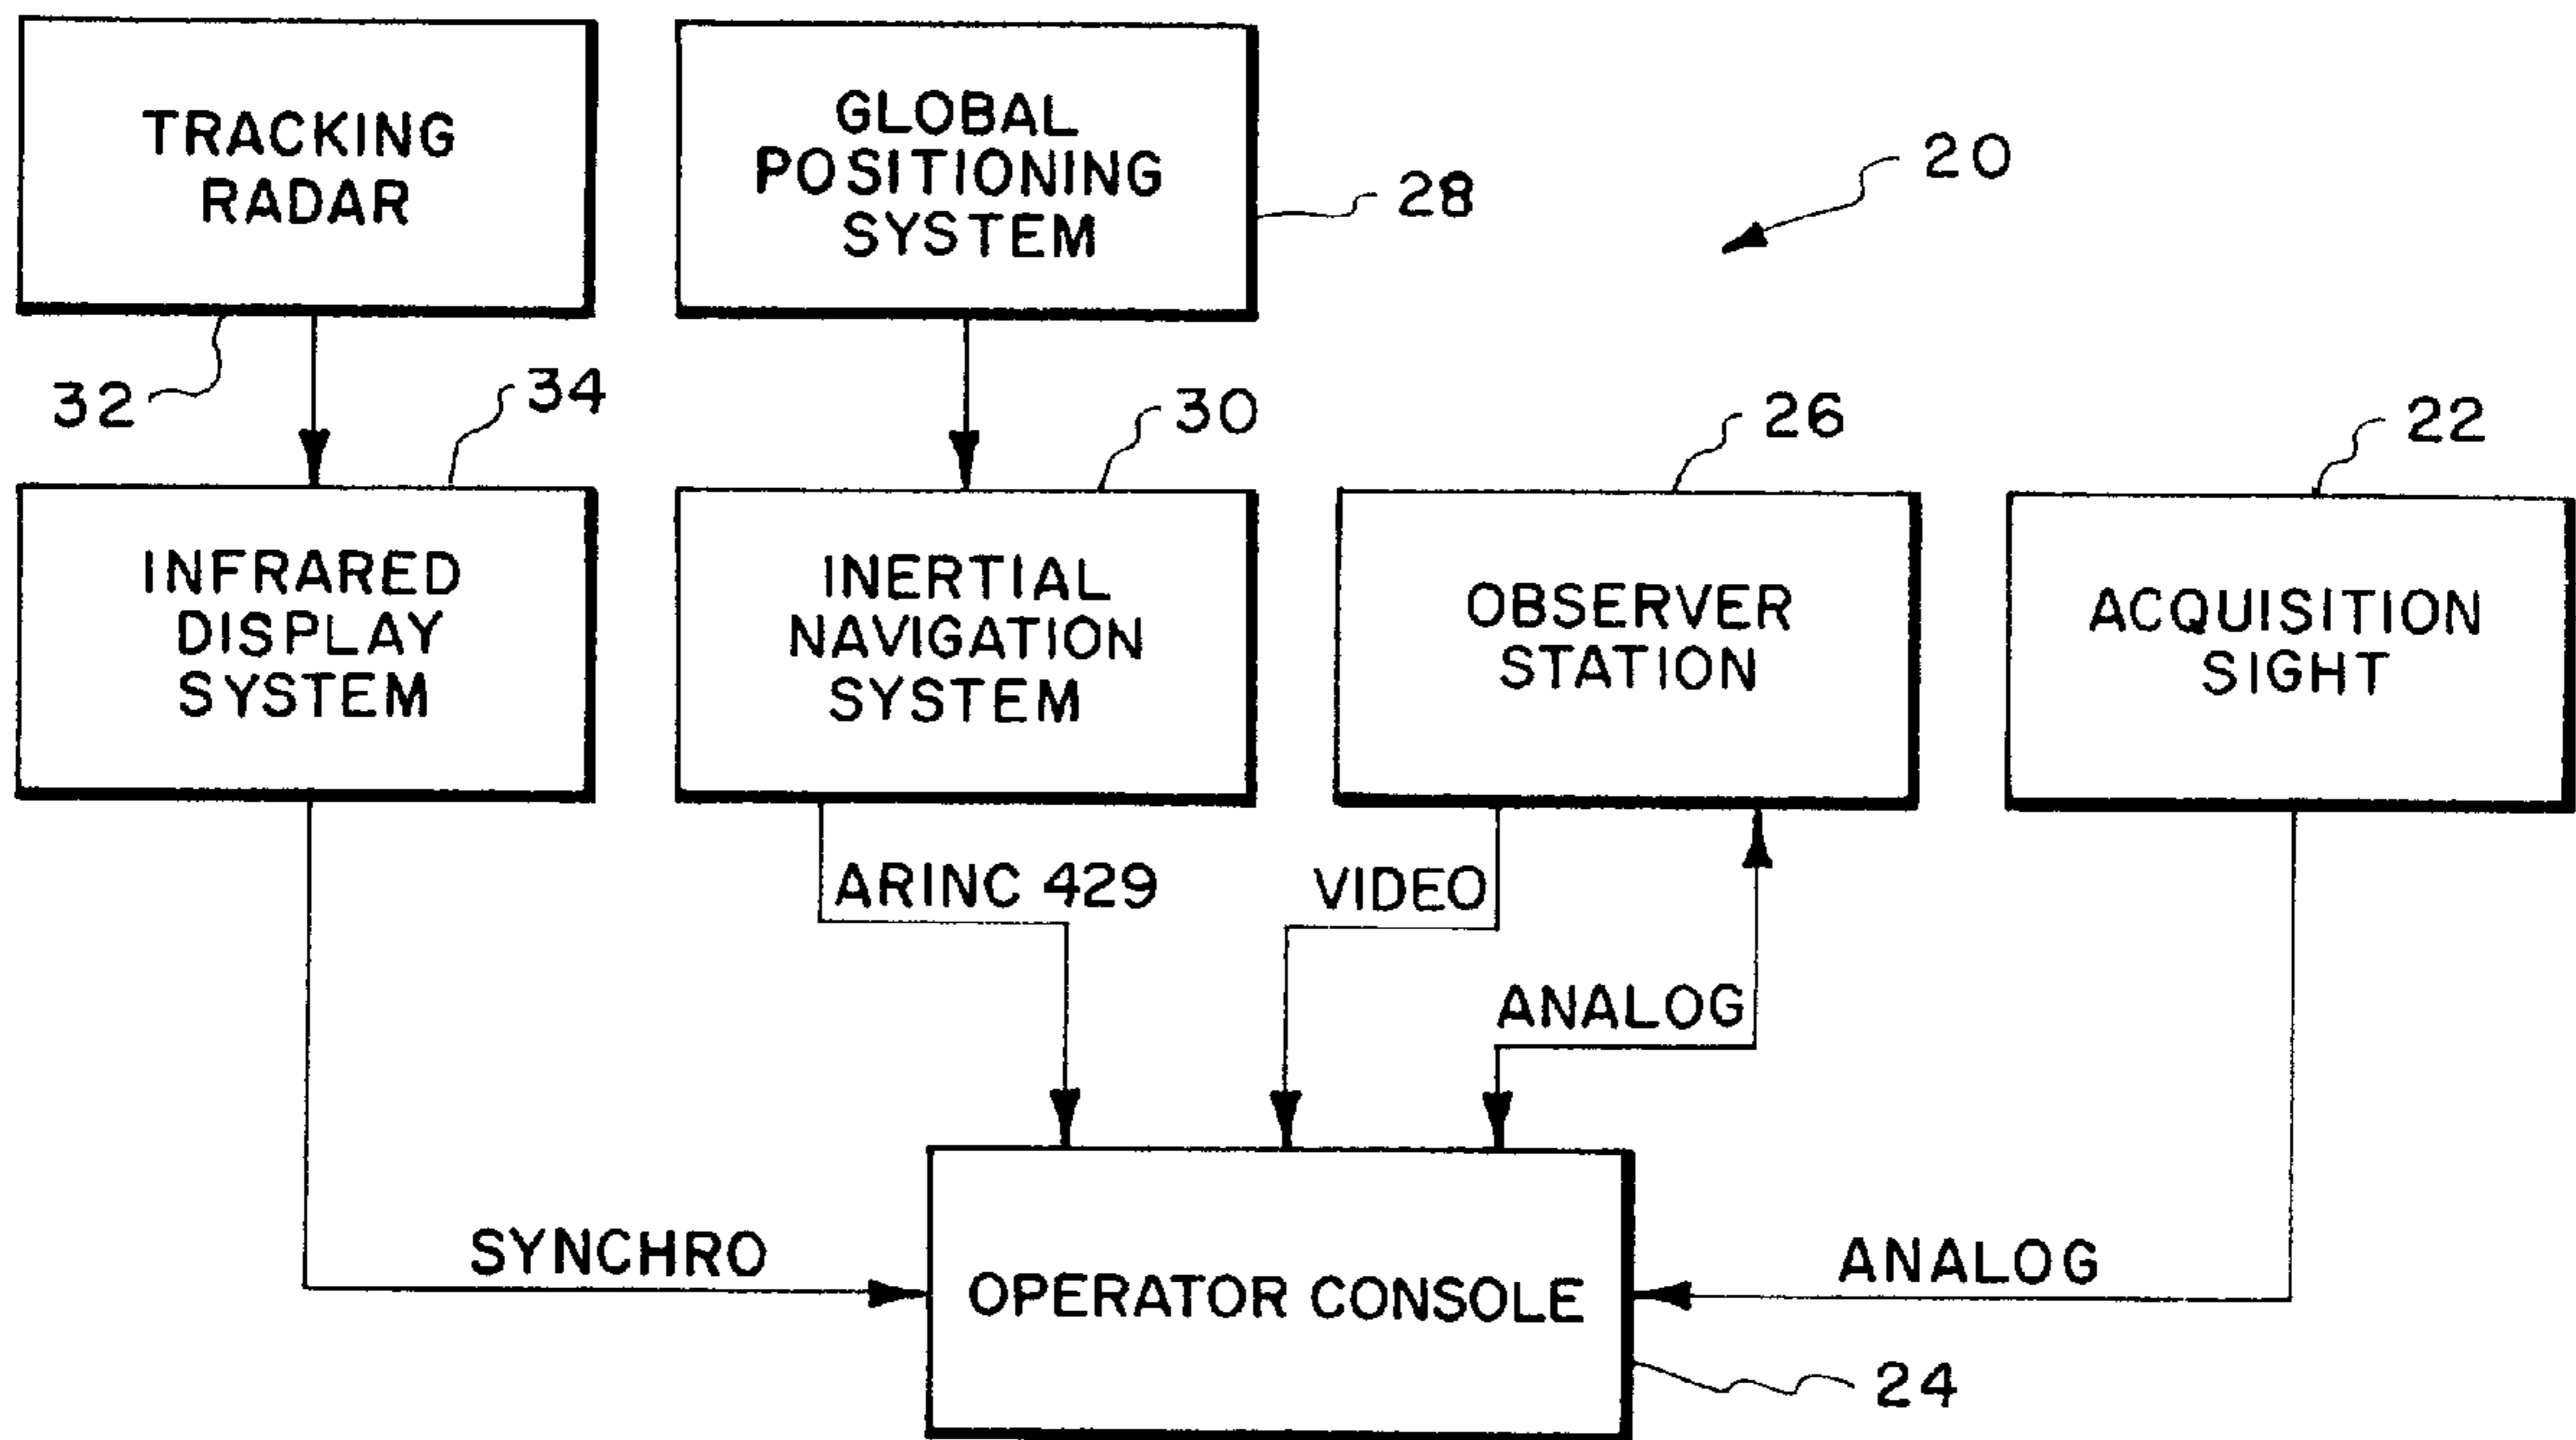 TRACKING
RADAR
GLOBAL
POSITIONING
SYSTEM
28
20
32
34
30
26
22
INFRARED
DISPLAY
SYSTEM
INERTIAL
NAVIGATION
SYSTEM
OBSERVER
STATION
ACQUISITION
SIGHT
ARINC 429
VIDEO
ANALOG
SYNCHRO
OPERATOR CONSOLE
ANALOG
24